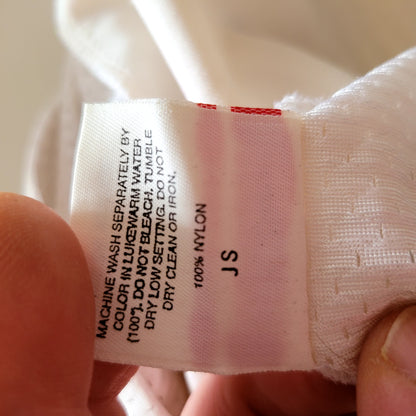 MACHINE WASH SEPARATELY BY
COLOR IN LUKEWARM WATER
(100°). DO NOT BLEACH. TUMBLE
DRY LOW SETTING. DO NOT
DRY CLEAN OR IRON.
100% NYLON
JS